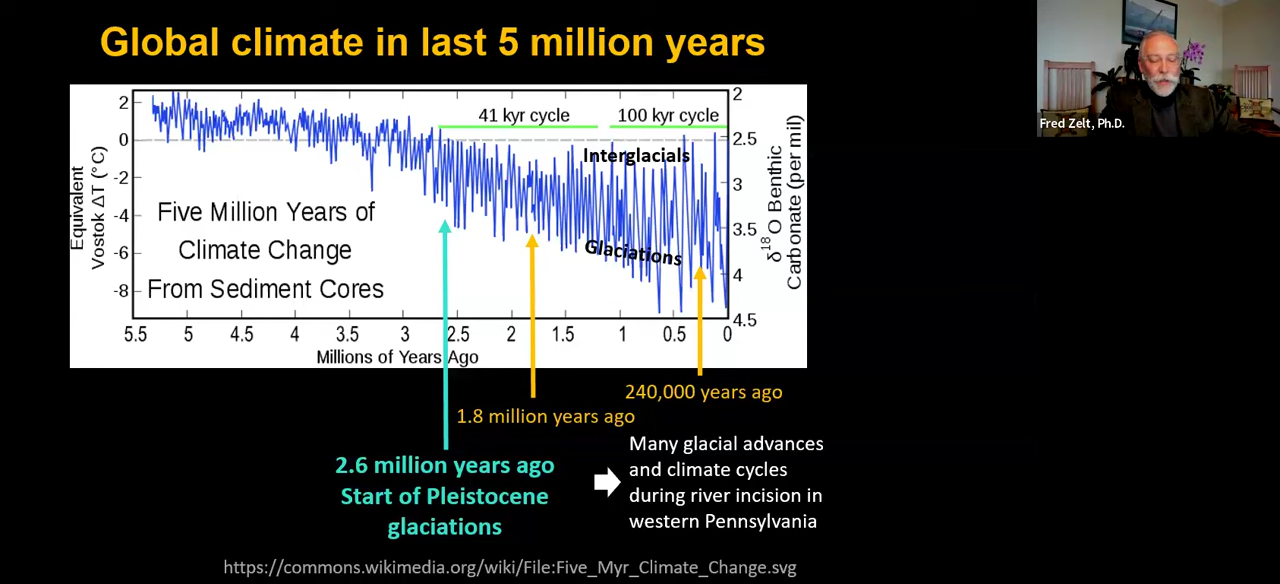 Global climate in last 5 million years
Fred Zelt, Ph.D.
41 kyr cycle
100 kyr cycle
Interglacials
Glaciations
Five Million Years of
Climate Change
From Sediment Cores
Equivalent
Vostok ΔT (°C)
2
0
-2
-4
-6
-8
2
2.5
3
3.5
4
4.5
δ18 O Benthic
Carbonate (per mil)
5.5 5 4.5 4 3.5 3 2.5 2 1.5 1 0.5 0
Millions of Years Ago
240,000 years ago
1.8 million years ago
2.6 million years ago
Start of Pleistocene
glaciations
Many glacial advances
and climate cycles
during river incision in
western Pennsylvania
https://commons.wikimedia.org/wiki/File:Five_Myr_Climate_Change.svg